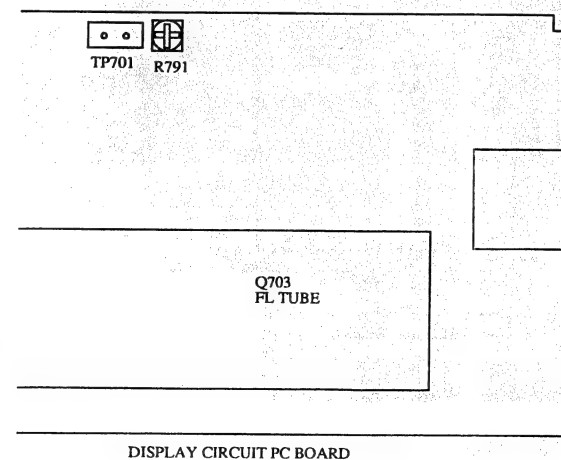 TP701
R791
Q703
FL TUBE
DISPLAY CIRCUIT PC BOARD